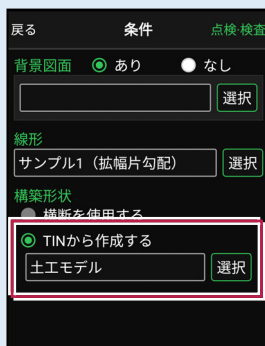 戻る 条件 点検·検査
背景図面 あり なし
選択
線形
サンプル1（拡幅片勾配） 選択
構築形状
横断を使用する
TINから作成する
土工モデル 選択